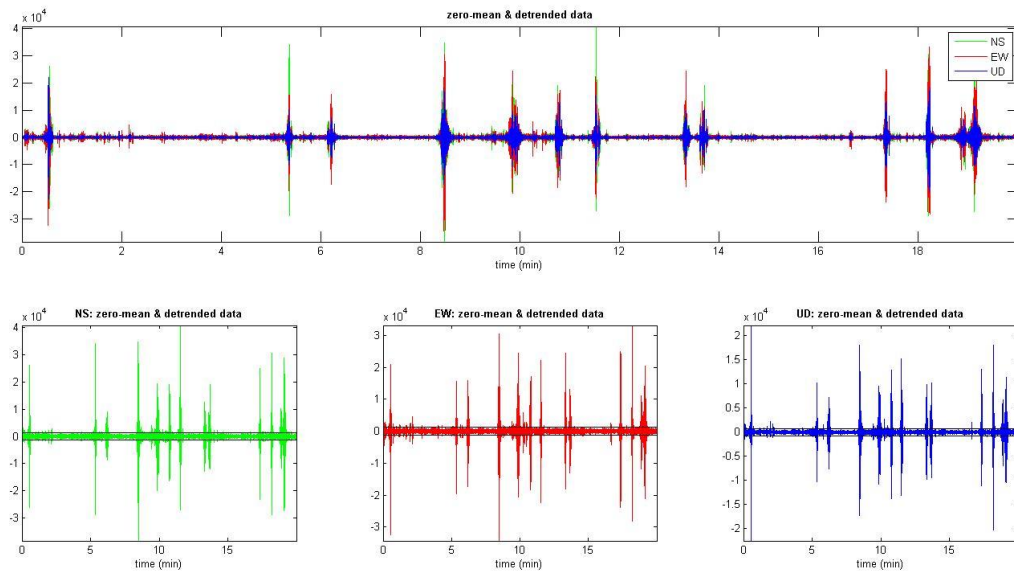 zero-mean & detrended data
x 10^4
4
3
2
1
0
-1
-2
-3
NS
EW
UD
0 2 4 6 8 10 12 14 16 18
time (min)
NS: zero-mean & detrended data
x 10^4
4
3
2
1
0
-1
-2
-3
0 5 10 15
time (min)
EW: zero-mean & detrended data
x 10^4
3
2
1
0
-1
-2
-3
0 5 10 15
time (min)
UD: zero-mean & detrended data
x 10^4
2
1.5
1
0.5
0
-0.5
-1
-1.5
-2
0 5 10 15
time (min)